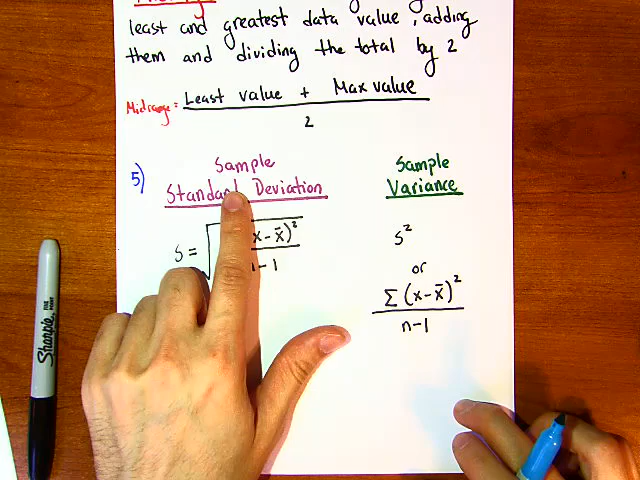 least and greatest data value, adding
them and dividing the total by 2
Midrange = Least value + Max value
2
5) Sample
Standard Deviation
s = x - x̄)²
n - 1
Sample
Variance
s²
or
Σ (x - x̄)²
n - 1
Sharpie